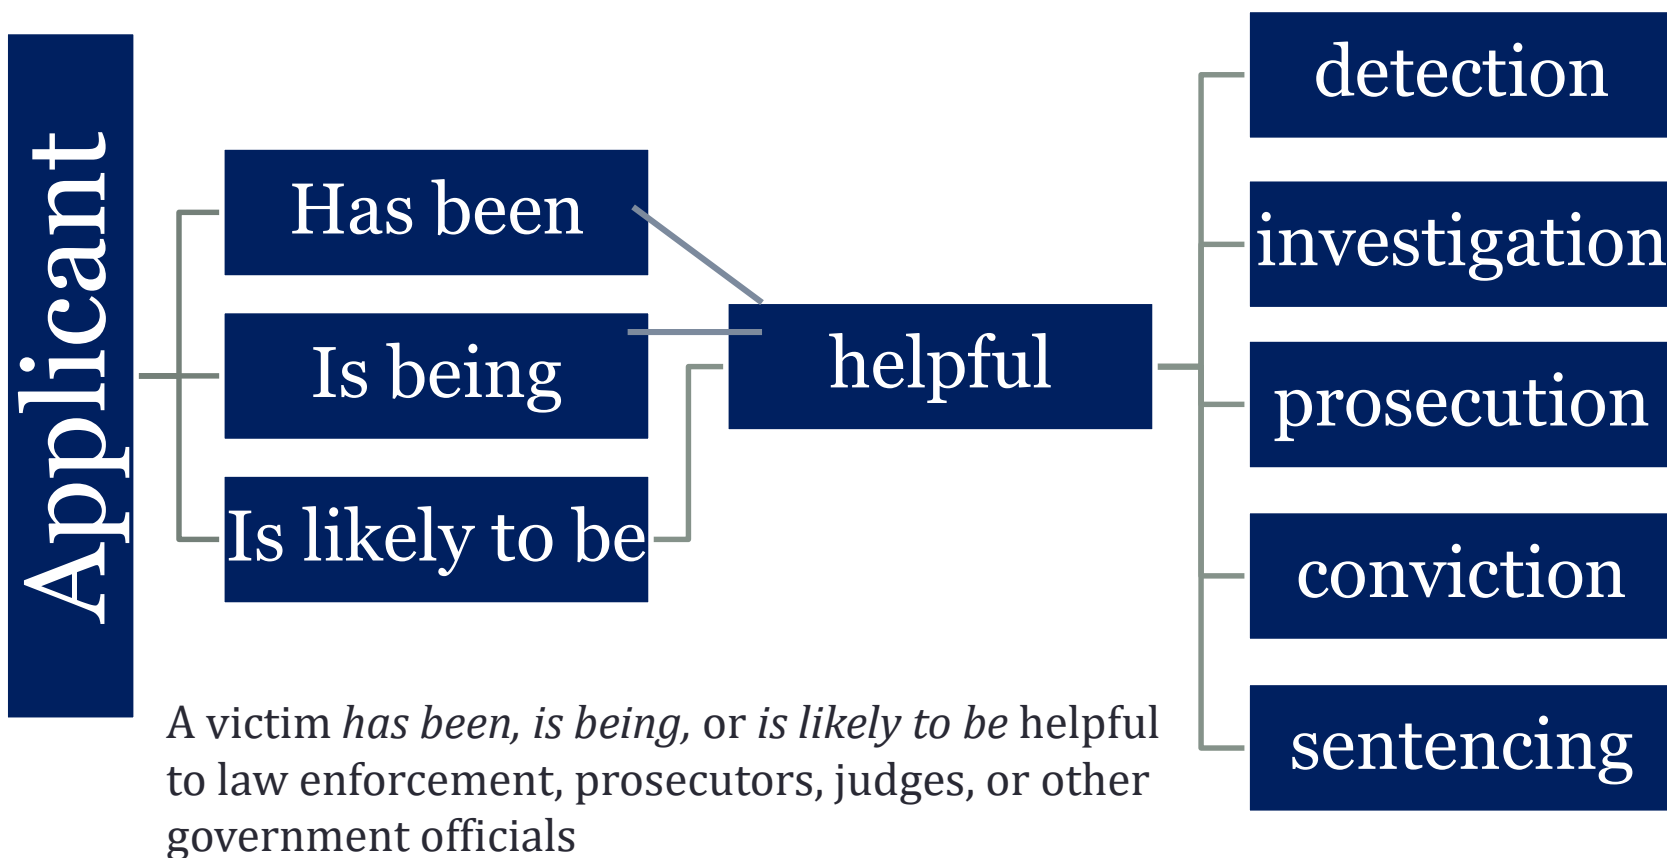 Applicant
Has been
Is being
Is likely to be
helpful
detection
investigation
prosecution
conviction
sentencing
A victim has been, is being, or is likely to be helpful
to law enforcement, prosecutors, judges, or other
government officials